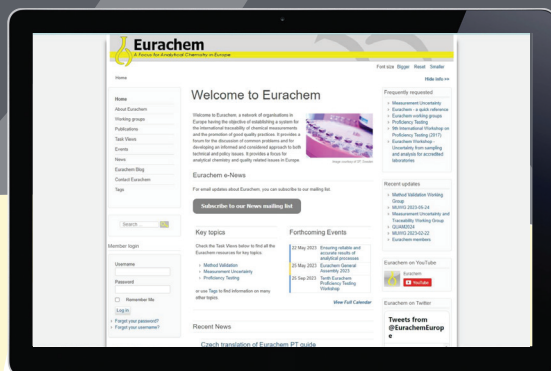 Eurachem
A Focus for Analytical Chemistry in Europe
Font size Bigger Reset Smaller
Home
Hide Info >>
Home
About Eurachem
Working groups
Publications
Task Views
Events
News
Eurachem Blog
Contact Eurachem
Tags
Search
Member login
Username
Password
Remember Me
Log in
Forgot your password?
Forgot your username?
Welcome to Eurachem
Welcome to Eurachem, a network of organisations in
Europe having the objective of establishing a system for
the international traceability of chemical measurements
and the promotion of good quality practices. It provides a
forum for the discussion of common problems and for
developing an informed and considered approach to both
technical and policy issues. It provides a focus for
analytical chemistry and quality related issues in Europe.
Eurachem e-News
For email updates about Eurachem, you can subscribe to our mailing list.
Subscribe to our News mailing list
Key topics
Check the Task Views below to find all the
Eurachem resources for key topics.
Method Validation
Measurement Uncertainty
Proficiency Testing
or use Tags to find information on many
other topics.
Forthcoming Events
22 May 2023 Ensuring reliable and
accurate results of
analytical processes
25 May 2023 Eurachem General
Assembly 2023
25 Sep 2023 Tenth Eurachem
Proficiency Testing
Workshop
View Full Calendar
Recent News
Czech translation of Eurachem PT guide
Frequently requested
Measurement Uncertainty
Eurachem - a quick reference
Eurachem working groups
Proficiency Testing
9th International Workshop on
Proficiency Testing (2017)
Eurachem Workshop -
Uncertainty from sampling
and analysis for accredited
laboratories
Recent updates
Method Validation Working
Group
Measurement Uncertainty and
Traceability Working Group
Eurachem members
Eurachem on YouTube
Eurachem
YouTube
Eurachem on Twitter
Tweets from
@EurachemEurop
e